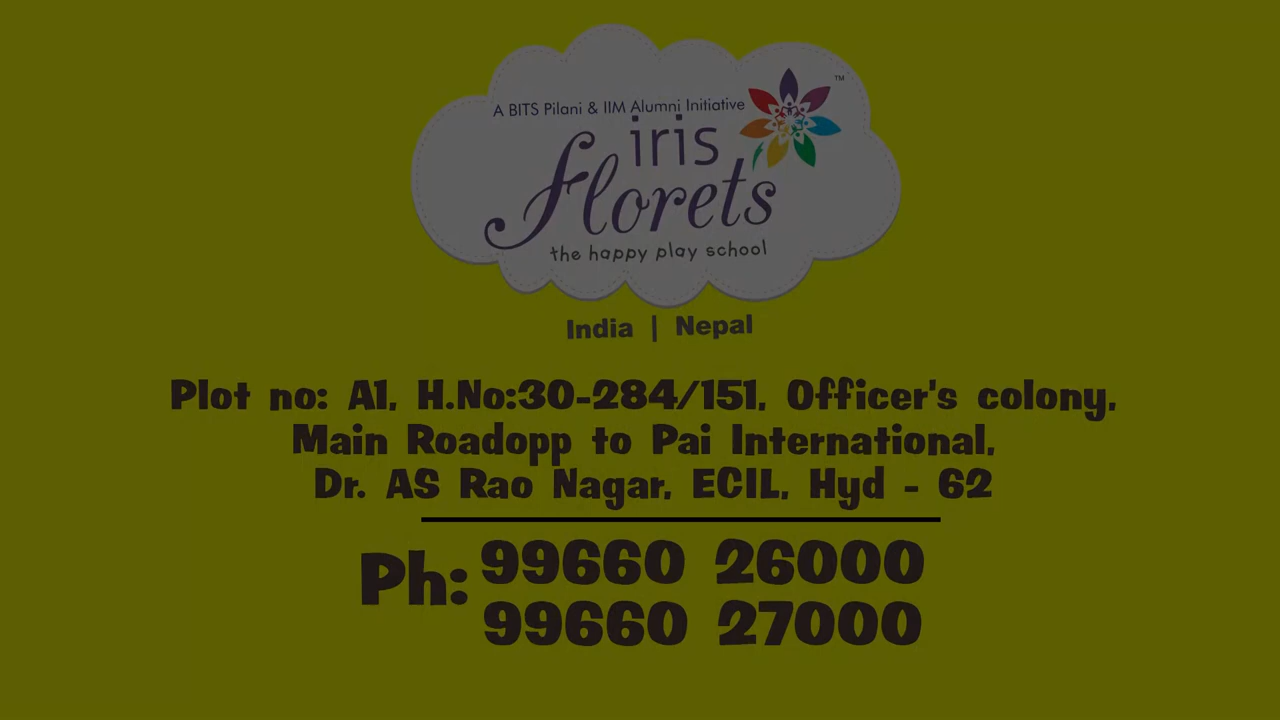 A BITS Pilani & IIM Alumni Initiative
TM
iris
florets
the happy play school
India | Nepal
Plot no: A1, H.No:30-284/151, Officer's colony,
Main Roadopp to Pai International,
Dr. AS Rao Nagar, ECIL, Hyd - 62
Ph: 99660 26000
99660 27000